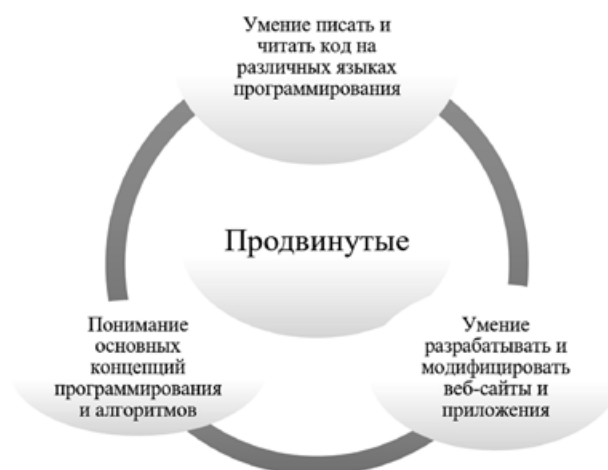 Умение писать и
читать код на
различных языках
программирования
Продвинутые
Понимание
основных
концепций
программирования
и алгоритмов
Умение
разрабатывать и
модифицировать
веб-сайты и
приложения